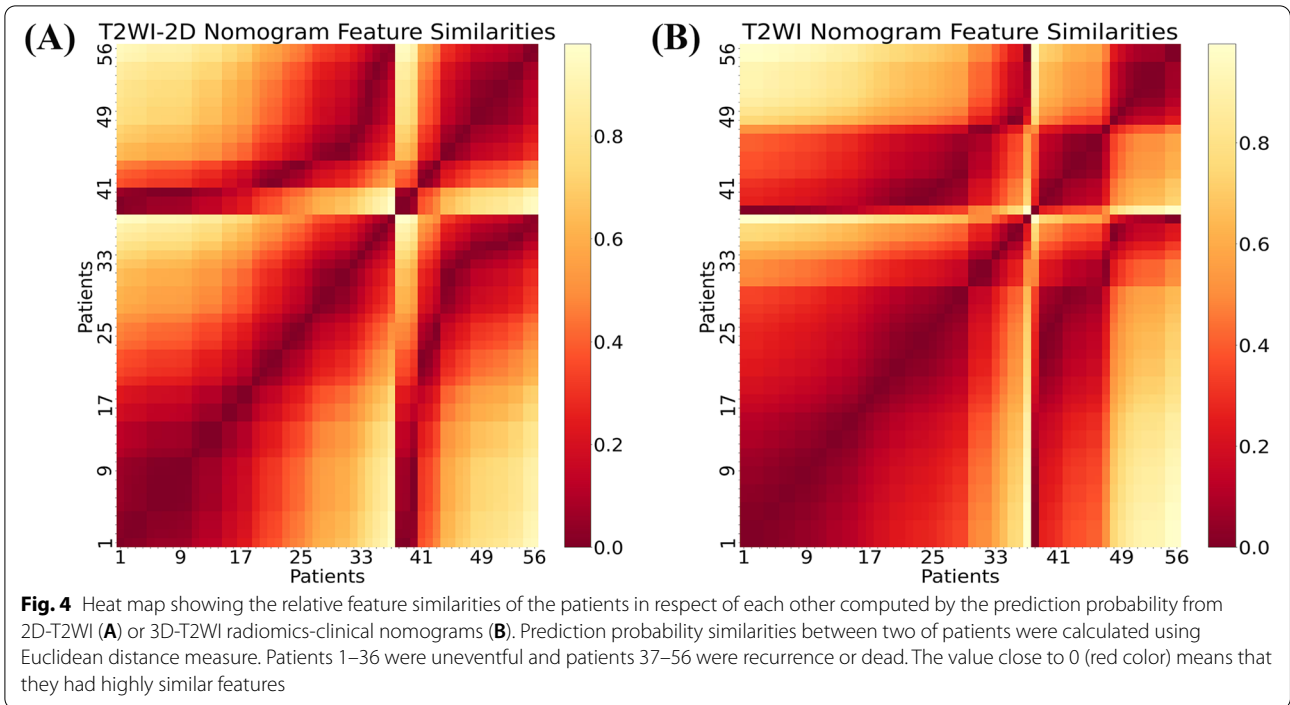 (A)
T2WI-2D Nomogram Feature Similarities
56
49
41
33
25
17
9
1
Patients
1 9 17 25 33 41 49 56
Patients
0.8
0.6
0.4
0.2
0.0
(B)
T2WI Nomogram Feature Similarities
56
49
41
33
25
17
9
1
Patients
1 9 17 25 33 41 49 56
Patients
0.8
0.6
0.4
0.2
0.0
Fig. 4 Heat map showing the relative feature similarities of the patients in respect of each other computed by the prediction probability from
2D-T2WI (A) or 3D-T2WI radiomics-clinical nomograms (B). Prediction probability similarities between two of patients were calculated using
Euclidean distance measure. Patients 1–36 were uneventful and patients 37–56 were recurrence or dead. The value close to 0 (red color) means that
they had highly similar features